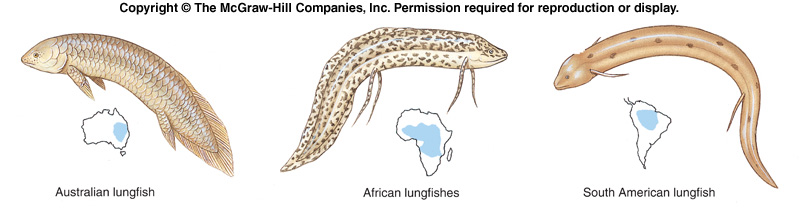 Copyright © The McGraw-Hill Companies, Inc. Permission required for reproduction or display.
Australian lungfish
African lungfishes
South American lungfish